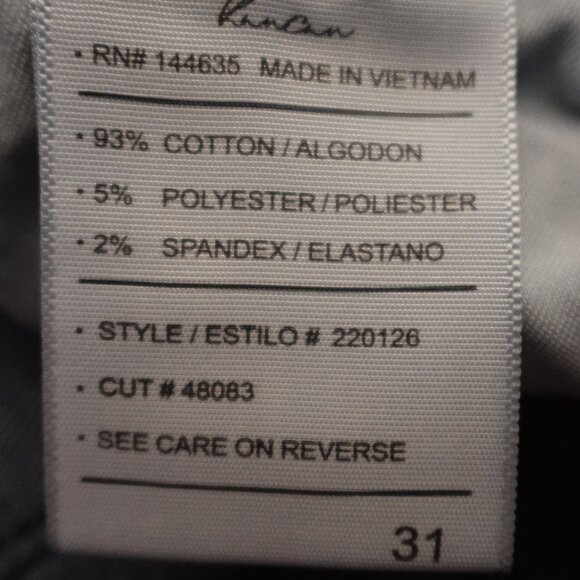 KanCan
• RN# 144635 MADE IN VIETNAM
• 93% COTTON / ALGODON
• 5% POLYESTER / POLIESTER
• 2% SPANDEX / ELASTANO
• STYLE / ESTILO # 220126
• CUT # 48083
• SEE CARE ON REVERSE
31